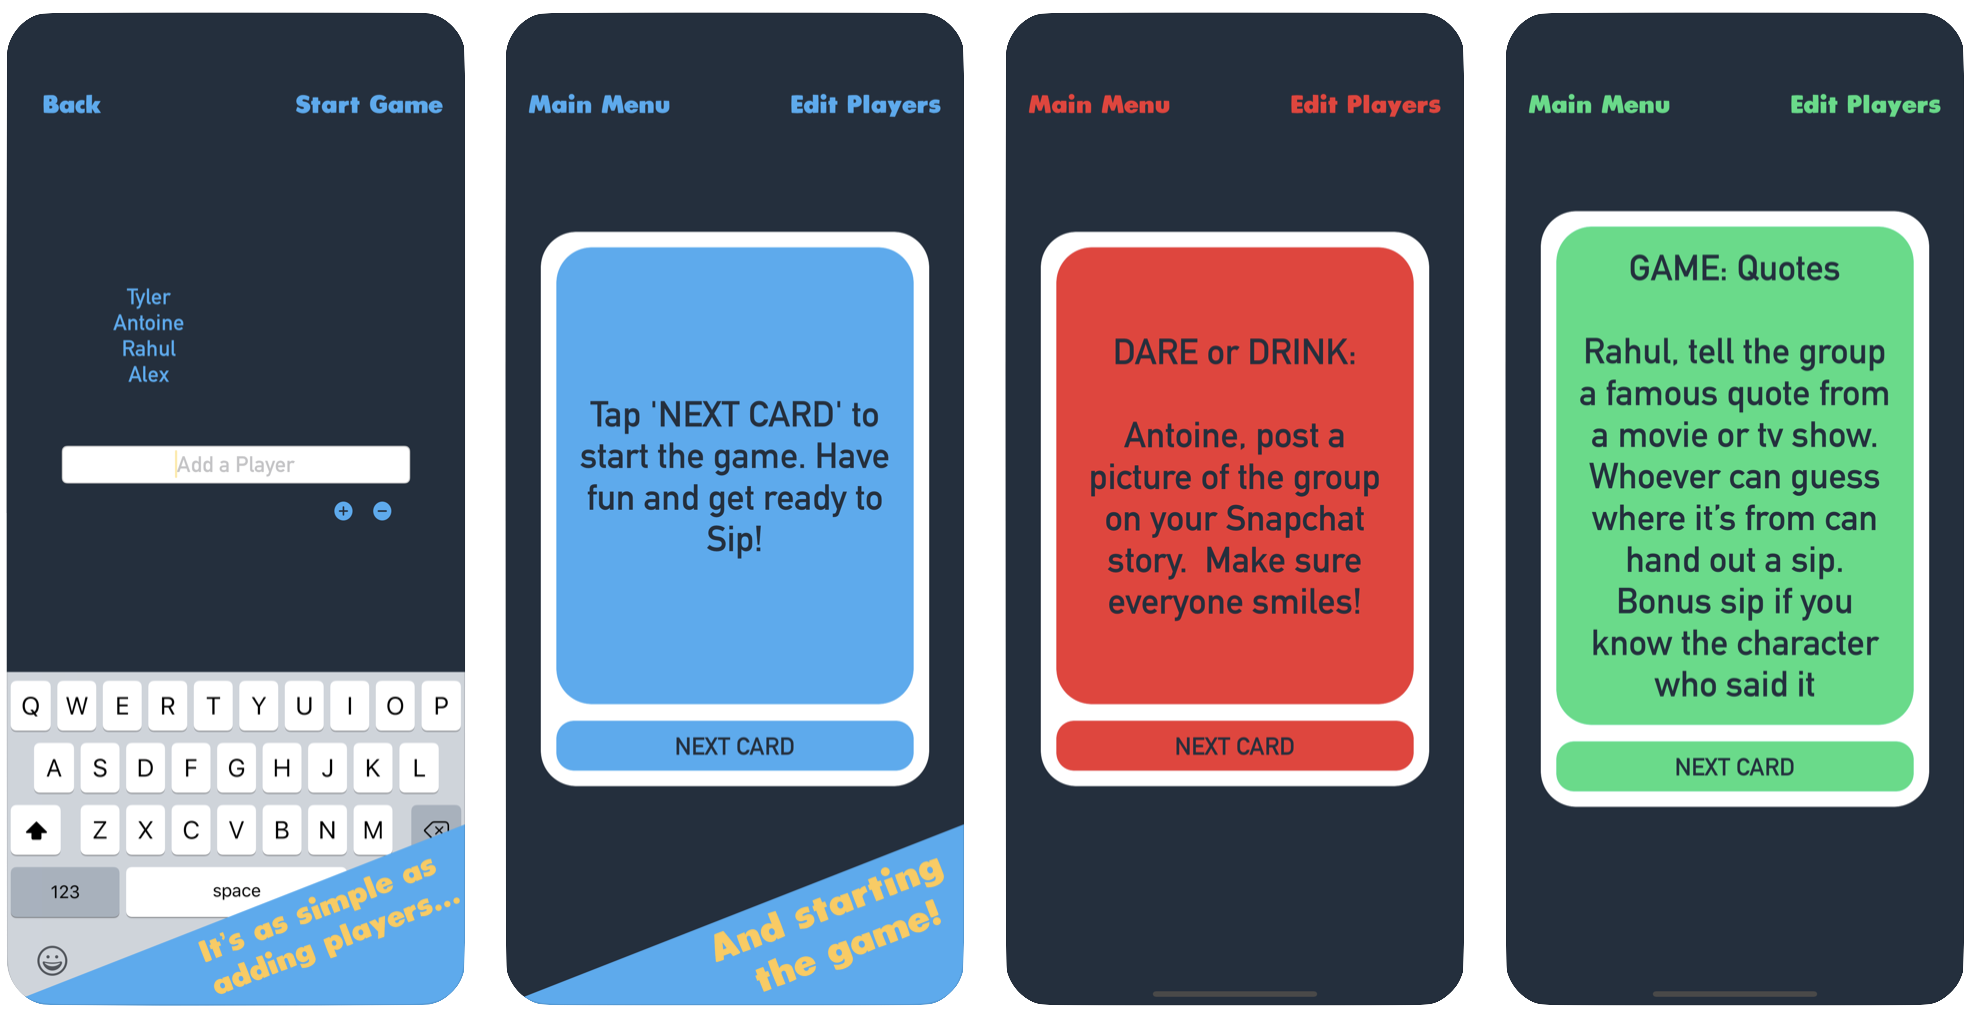 Back
Start Game
Tyler
Antoine
Rahul
Alex
Add a Player
Q W E R T Y U I O P
A S D F G H J K L
Z X C V B N M
123
space
It's as simple as
adding players...
Main Menu
Edit Players
Tap 'NEXT CARD' to
start the game. Have
fun and get ready to
Sip!
NEXT CARD
And starting
the game!
Main Menu
Edit Players
DARE or DRINK:
Antoine, post a
picture of the group
on your Snapchat
story.  Make sure
everyone smiles!
NEXT CARD
Main Menu
Edit Players
GAME: Quotes
Rahul, tell the group
a famous quote from
a movie or tv show.
Whoever can guess
where it’s from can
hand out a sip.
Bonus sip if you
know the character
who said it
NEXT CARD